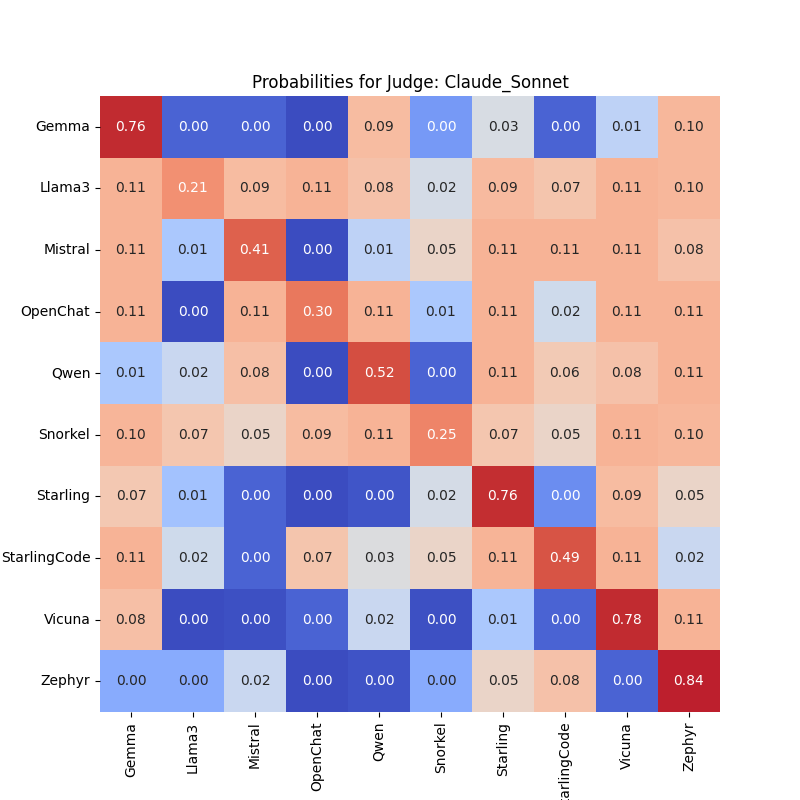 Probabilities for Judge: Claude_Sonnet
Gemma 0.76 0.00 0.00 0.00 0.09 0.00 0.03 0.00 0.01 0.10
Llama3 0.11 0.21 0.09 0.11 0.08 0.02 0.09 0.07 0.11 0.10
Mistral 0.11 0.01 0.41 0.00 0.01 0.05 0.11 0.11 0.11 0.08
OpenChat 0.11 0.00 0.11 0.30 0.11 0.01 0.11 0.02 0.11 0.11
Qwen 0.01 0.02 0.08 0.00 0.52 0.00 0.11 0.06 0.08 0.11
Snorkel 0.10 0.07 0.05 0.09 0.11 0.25 0.07 0.05 0.11 0.10
Starling 0.07 0.01 0.00 0.00 0.00 0.02 0.76 0.00 0.09 0.05
StarlingCode 0.11 0.02 0.00 0.07 0.03 0.05 0.11 0.49 0.11 0.02
Vicuna 0.08 0.00 0.00 0.00 0.02 0.00 0.01 0.00 0.78 0.11
Zephyr 0.00 0.00 0.02 0.00 0.00 0.00 0.05 0.08 0.00 0.84
Gemma
Llama3
Mistral
OpenChat
Qwen
Snorkel
Starling
arlingCode
Vicuna
Zephyr